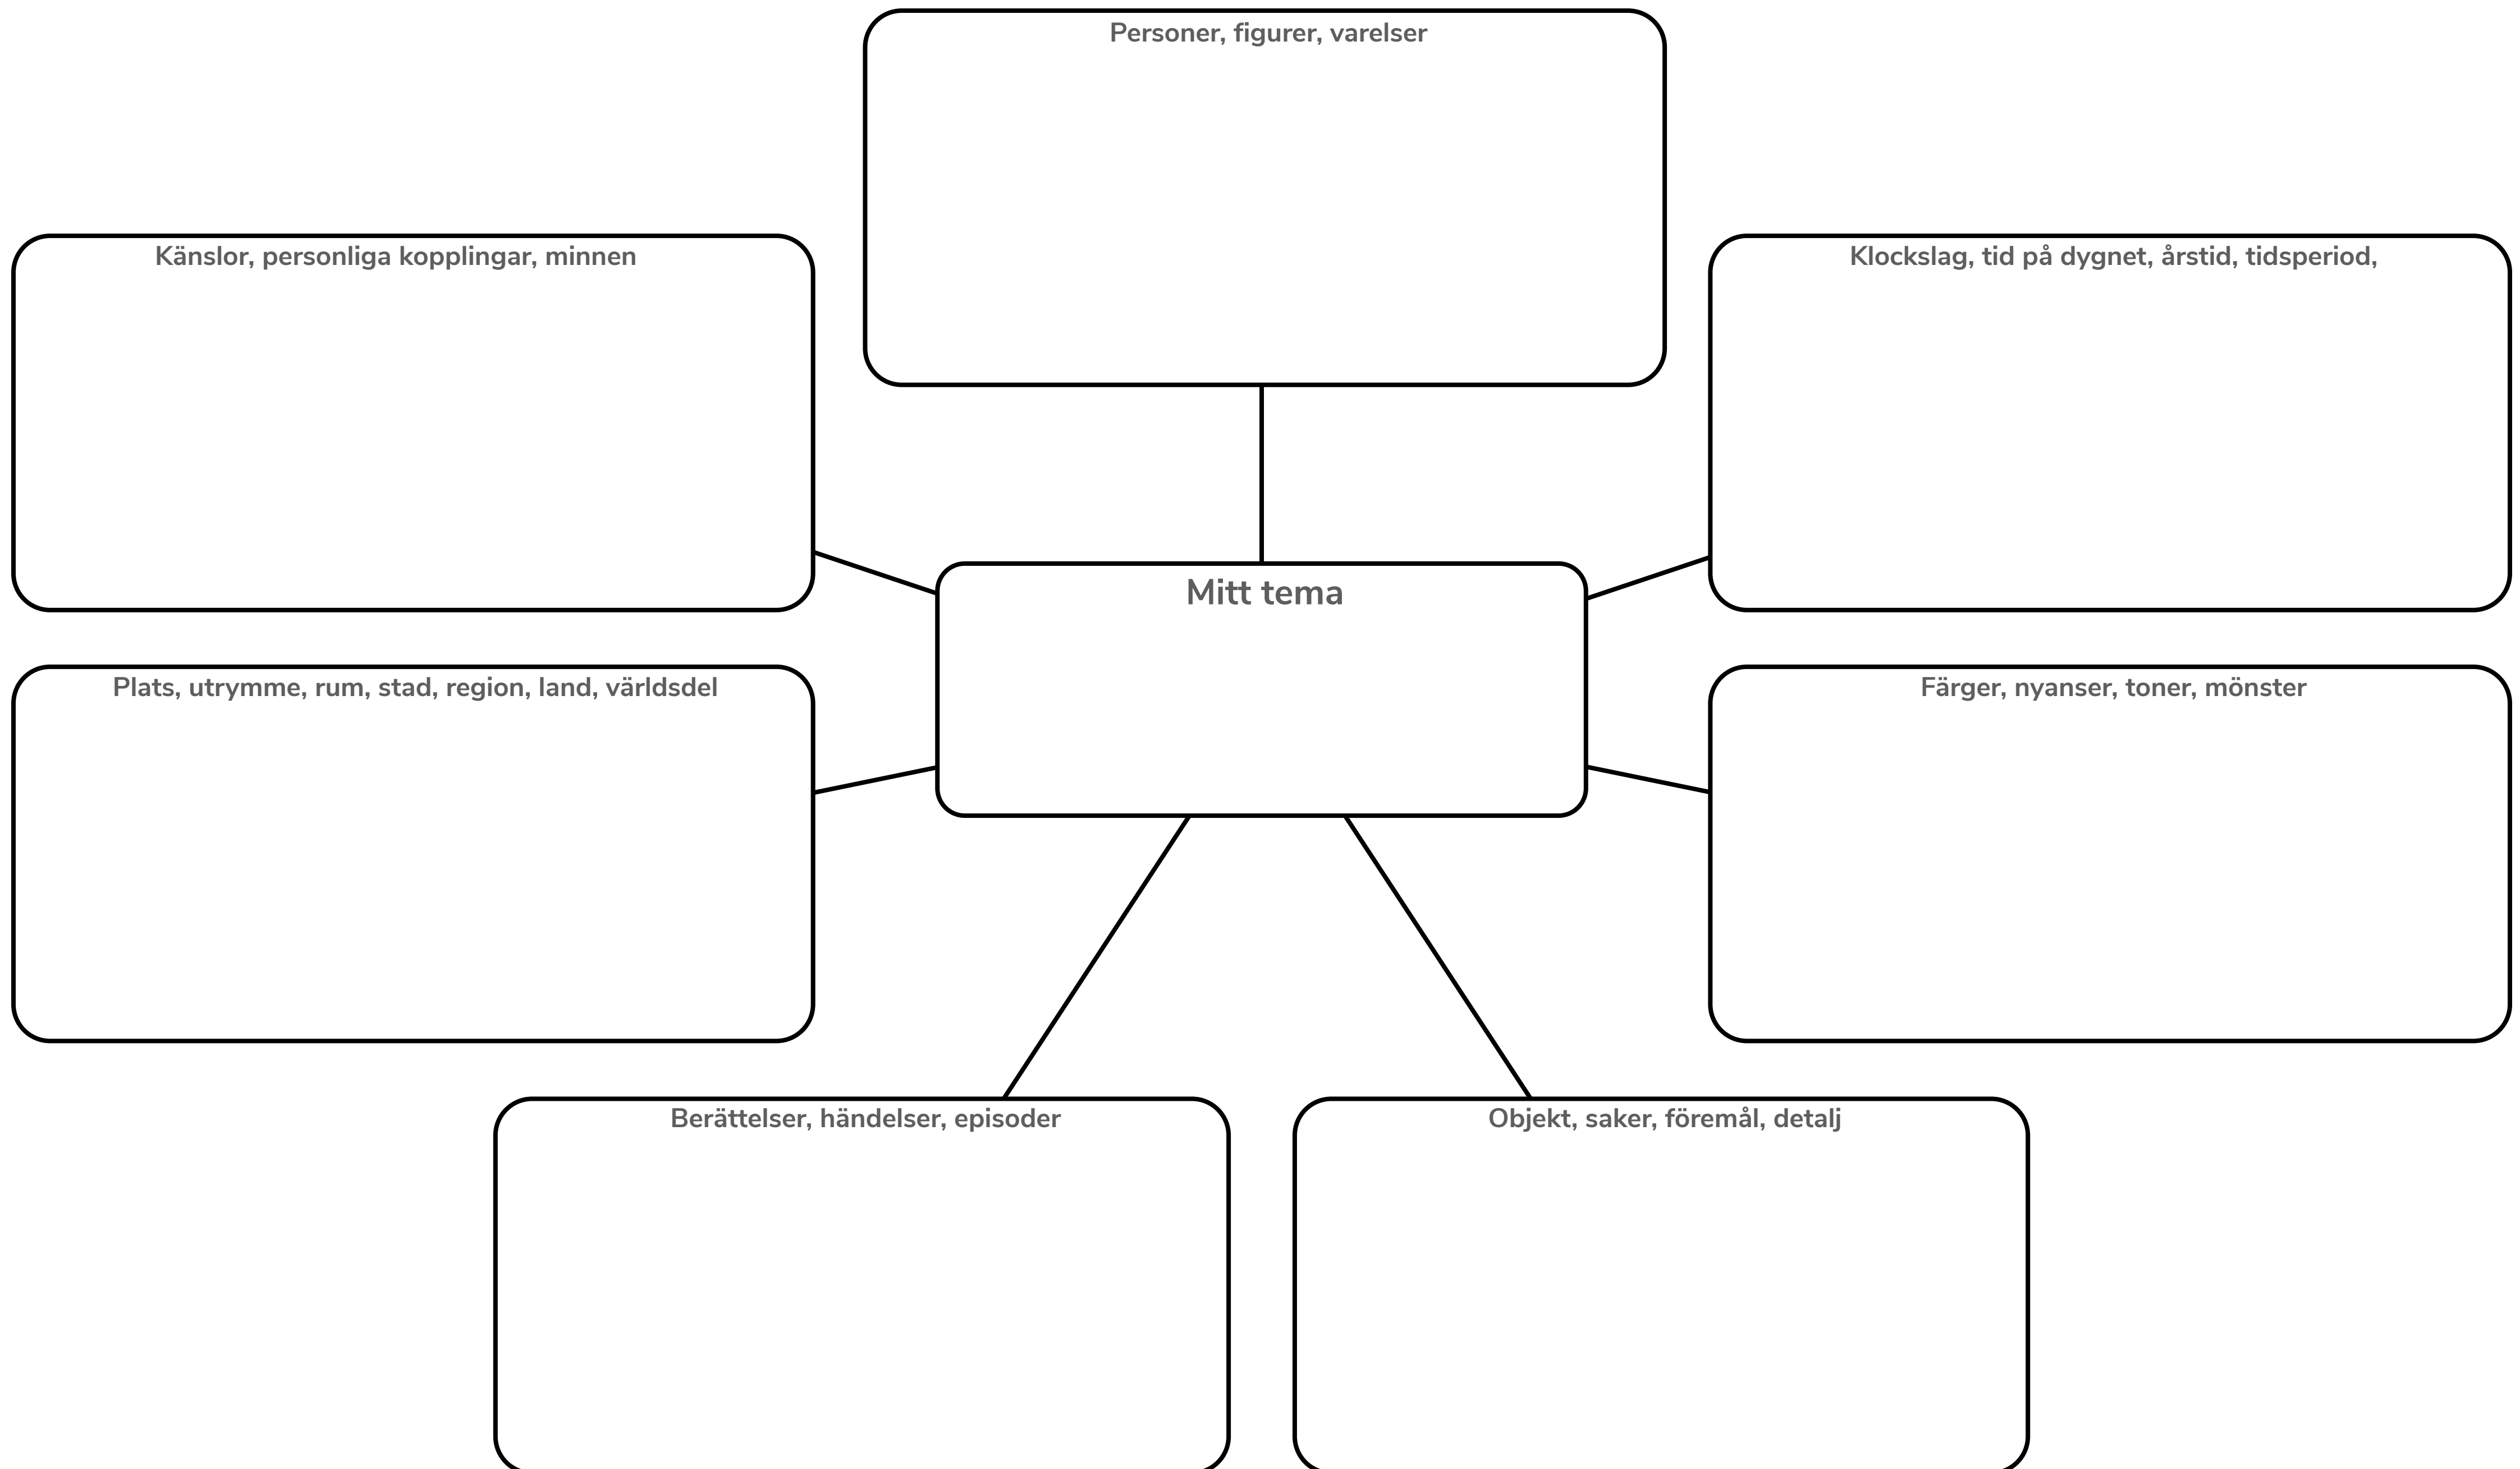 Personer, figurer, varelser
Känslor, personliga kopplingar, minnen
Klockslag, tid på dygnet, årstid, tidsperiod,
Mitt tema
Plats, utrymme, rum, stad, region, land, världsdel
Färger, nyanser, toner, mönster
Berättelser, händelser, episoder
Objekt, saker, föremål, detalj